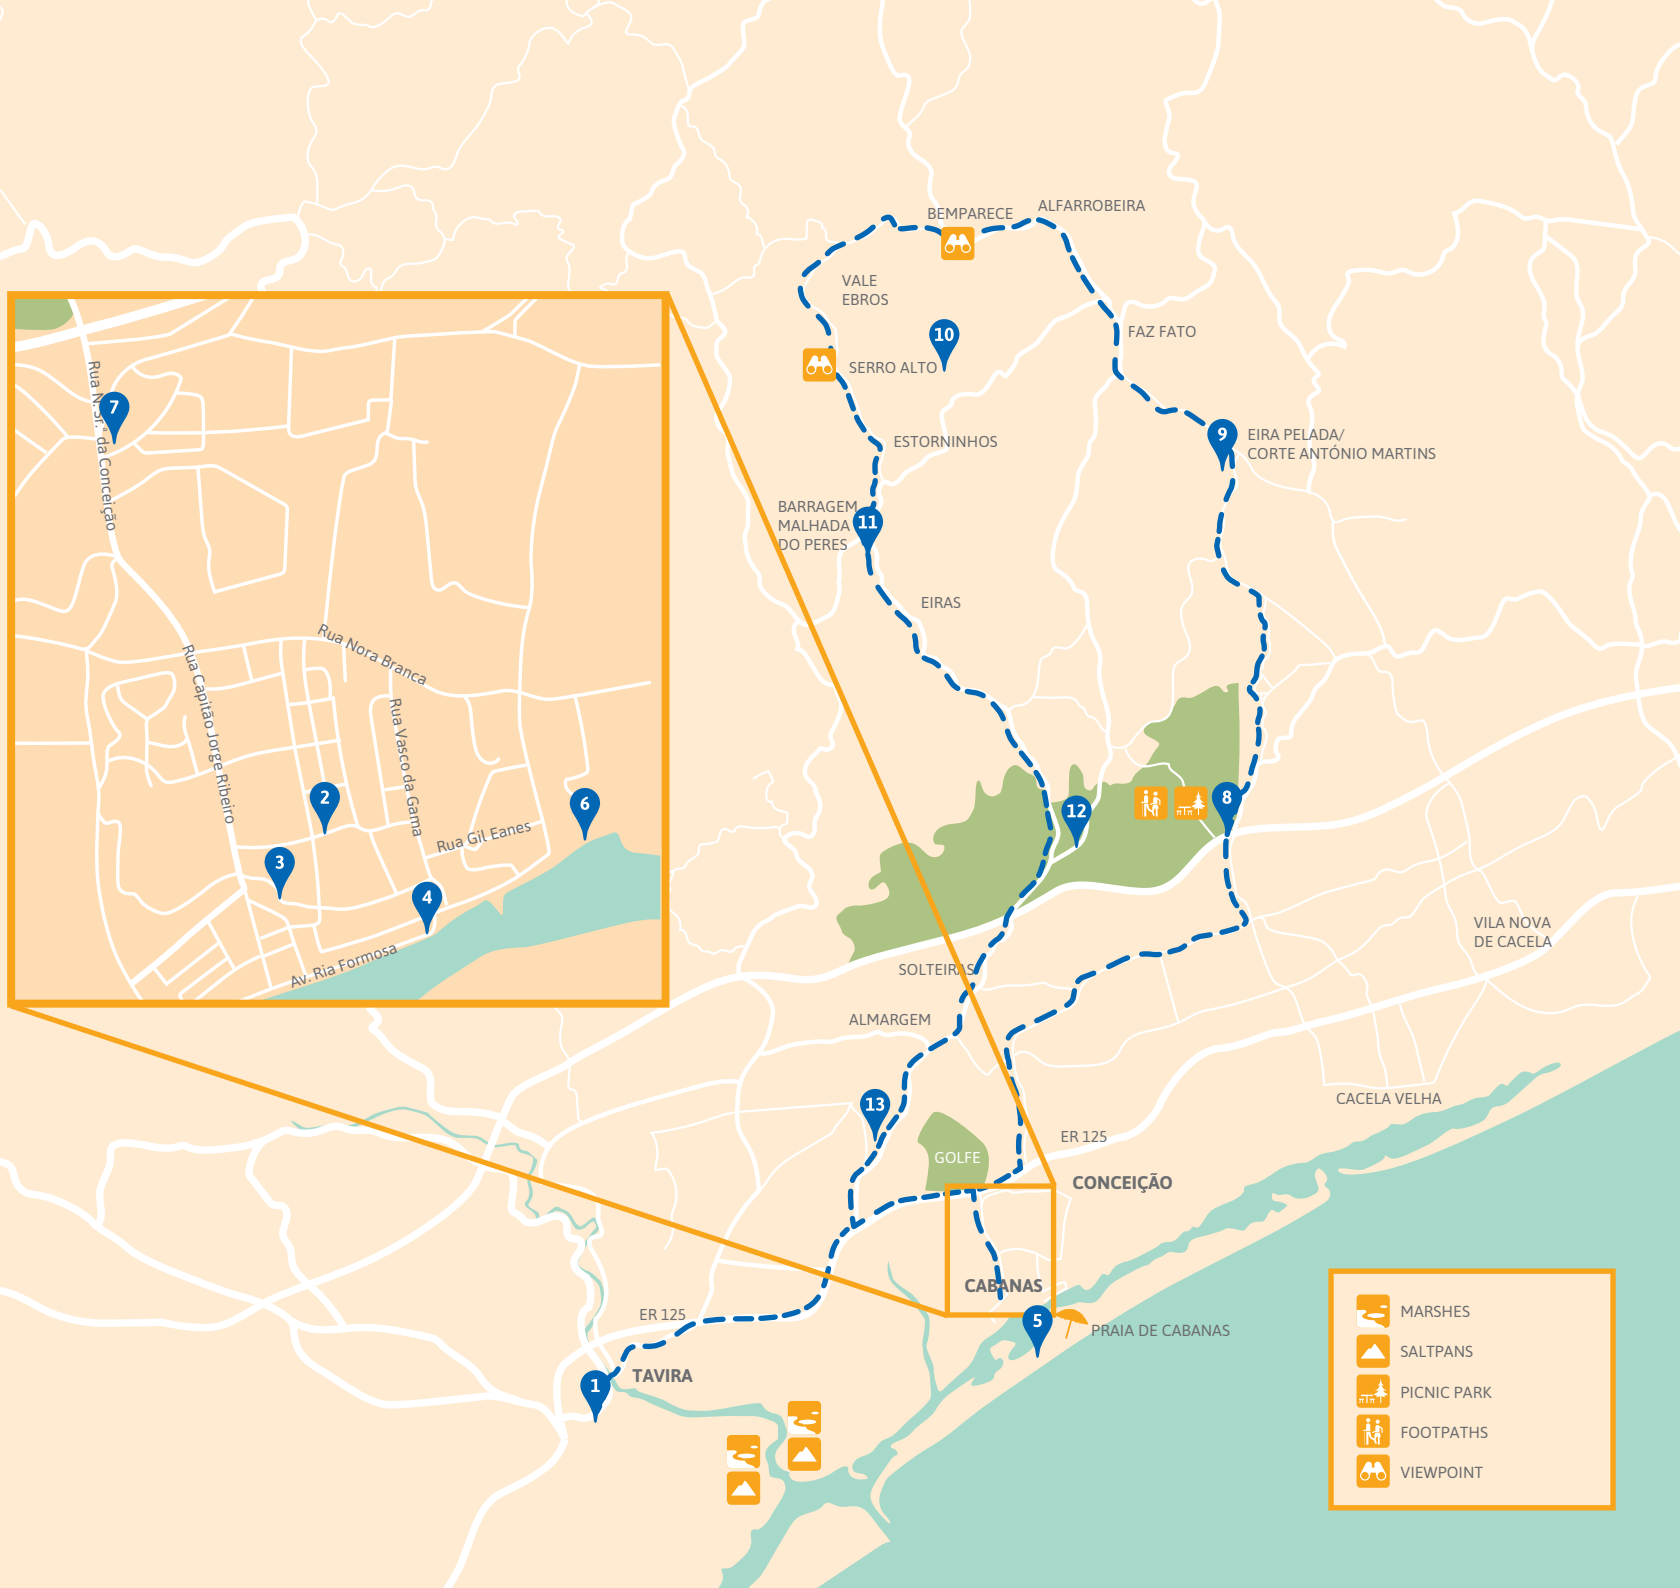 BEMPARECE
ALFARROBEIRA
VALE
EBROS
10
FAZ FATO
SERRO ALTO
9
EIRA PELADA/
CORTE ANTÓNIO MARTINS
ESTORNINHOS
BARRAGEM
MALHADA
DO PERES
11
EIRAS
Rua N. Sr.ª da Conceição
7
Rua Nora Branca
Rua Capitão Jorge Ribeiro
Rua Vasco da Gama
2
6
Rua Gil Eanes
3
4
Av. Ria Formosa
12
8
VILA NOVA
DE CACELA
SOLTEIRAS
ALMARGEM
13
CACELA VELHA
ER 125
GOLFE
CONCEIÇÃO
CABANAS
5
PRAIA DE CABANAS
ER 125
TAVIRA
1
MARSHES
SALTPANS
PICNIC PARK
FOOTPATHS
VIEWPOINT